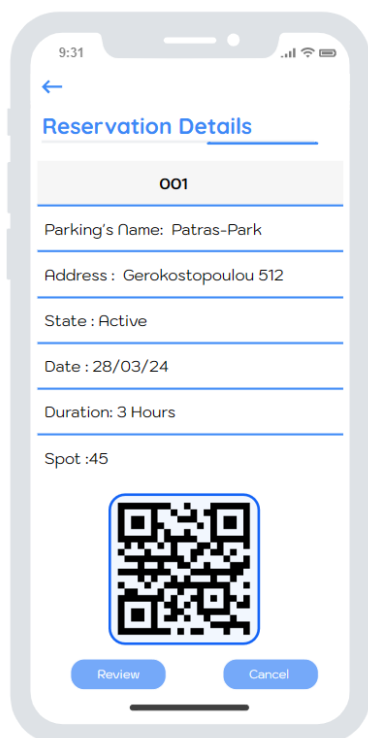 9:31
Reservation Details
001
Parking's Name: Patras-Park
Address : Gerokostopoulou 512
State : Active
Date : 28/03/24
Duration: 3 Hours
Spot :45
Review
Cancel